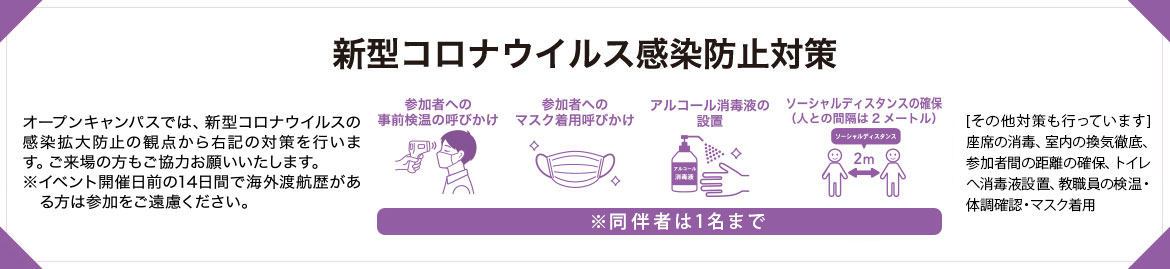 新型コロナウイルス感染防止対策
オープンキャンパスでは、新型コロナウイルスの
感染拡大防止の観点から右記の対策を行いま
す。ご来場の方もご協力お願いいたします。
※イベント開催日前の14日間で海外渡航歴があ
る方は参加をご遠慮ください。
参加者への
事前検温の呼びかけ
参加者への
マスク着用呼びかけ
アルコール消毒液の
設置
アルコール
消毒液
ソーシャルディスタンスの確保
（人との間隔は2メートル）
ソーシャルディスタンス
2m
※同伴者は1名まで
[その他対策も行っています]
座席の消毒、室内の換気徹底、
参加者間の距離の確保、トイレ
へ消毒液設置、教職員の検温・
体調確認・マスク着用